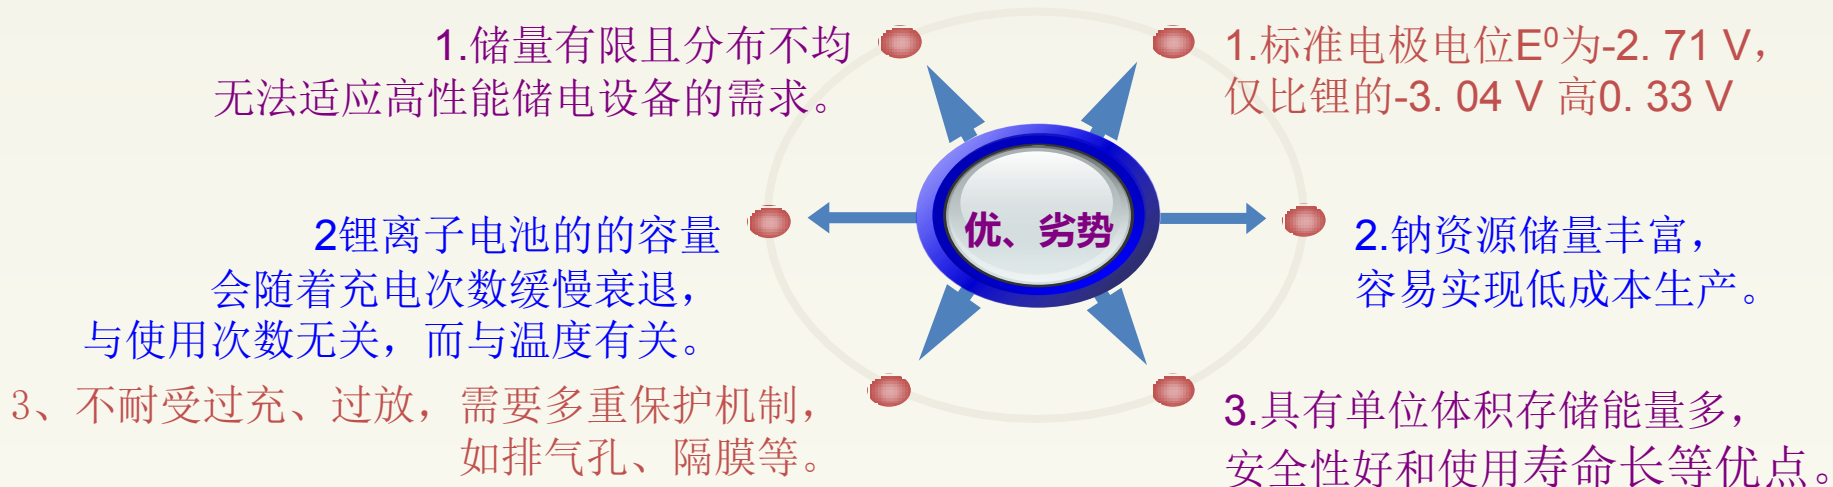 1.储量有限且分布不均
无法适应高性能储电设备的需求。
2锂离子电池的的容量
会随着充电次数缓慢衰退，
与使用次数无关，而与温度有关。
3、不耐受过充、过放，需要多重保护机制，
如排气孔、隔膜等。
优、劣势
1.标准电极电位E⁰为-2. 71 V，
仅比锂的-3. 04 V 高0. 33 V
2.钠资源储量丰富，
容易实现低成本生产。
3.具有单位体积存储能量多，
安全性好和使用寿命长等优点。